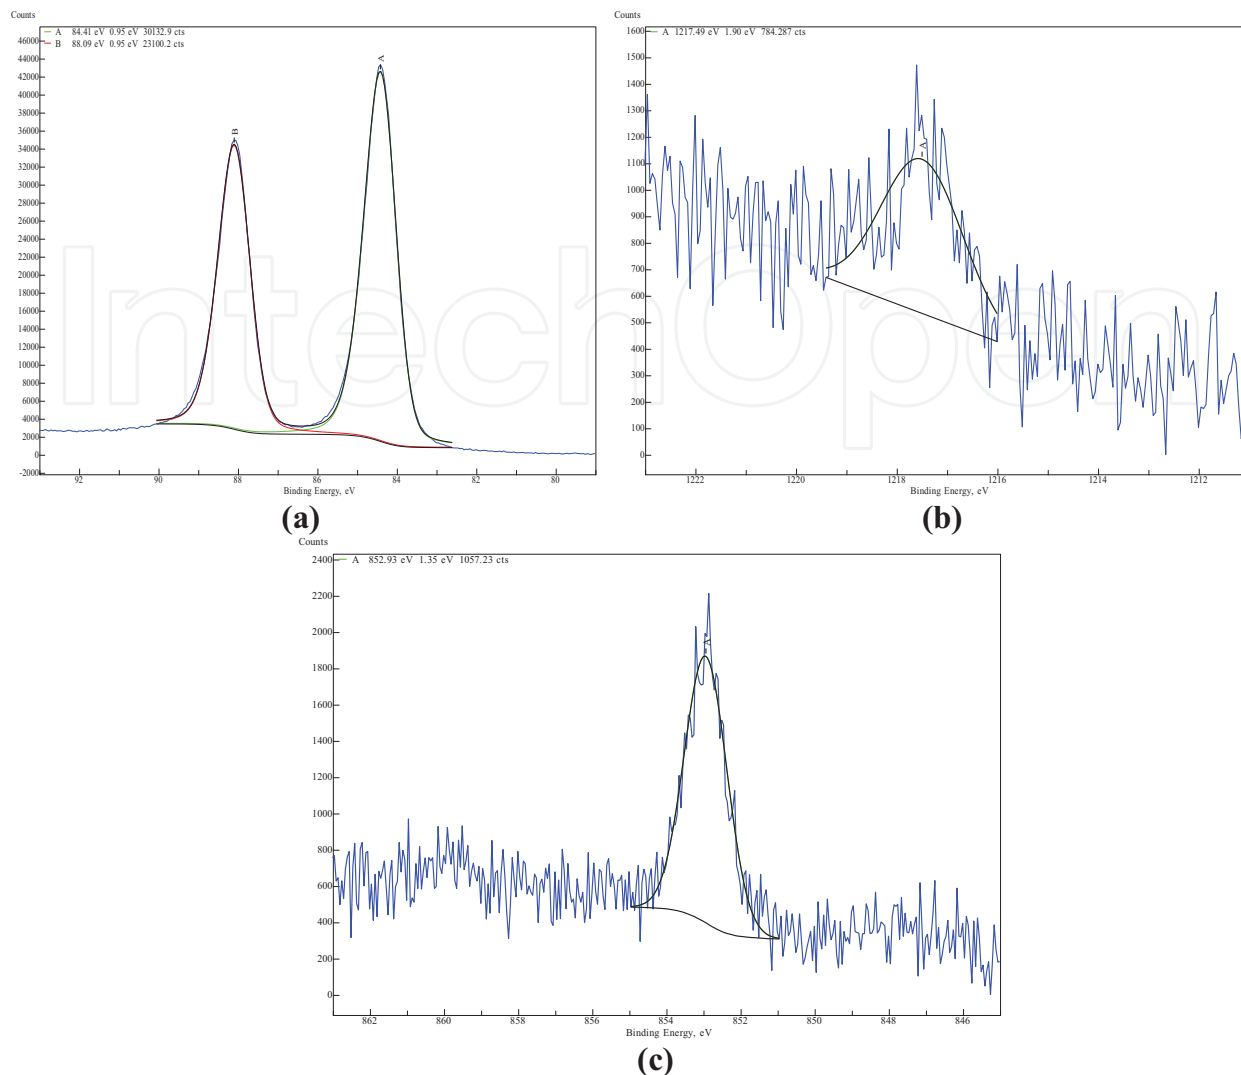 Counts
A 84.41 eV 0.95 eV 30132.9 cts
B 88.09 eV 0.95 eV 23100.2 cts
A
B
46000
44000
42000
40000
38000
36000
34000
32000
30000
28000
26000
24000
22000
20000
18000
16000
14000
12000
10000
8000
6000
4000
2000
0
-2000
92 90 88 86 84 82 80
Binding Energy, eV
(a)
Counts
A 1217.49 eV 1.90 eV 784.287 cts
A
1600
1500
1400
1300
1200
1100
1000
900
800
700
600
500
400
300
200
100
0
1222 1220 1218 1216 1214 1212
Binding Energy, eV
(b)
IntechOpen
Counts
A 852.93 eV 1.35 eV 1057.23 cts
A
2400
2200
2000
1800
1600
1400
1200
1000
800
600
400
200
0
862 860 858 856 854 852 850 848 846
Binding Energy, eV
(c)